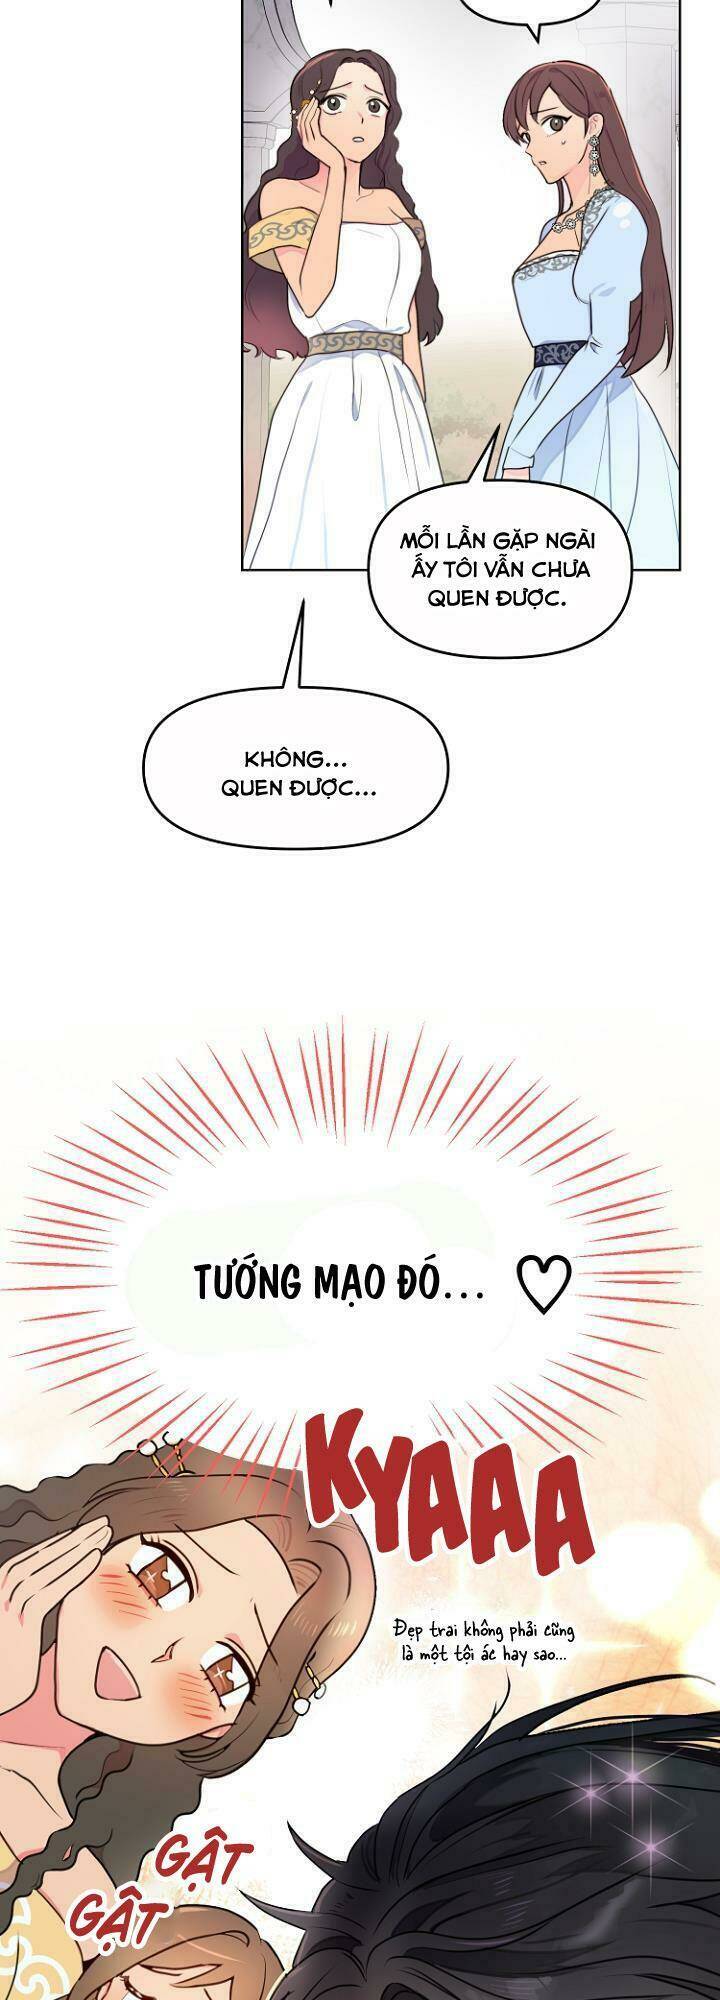 MỖI LẦN GẶP NGÀI
ẤY TÔI VẪN CHƯA
QUEN ĐƯỢC.
KHÔNG...
QUEN ĐƯỢC...
TƯỚNG MẠO ĐÓ... ♡
KYAAA
Đẹp trai không phải cũng
là một tội ác hay sao...
GẬT
GẬT